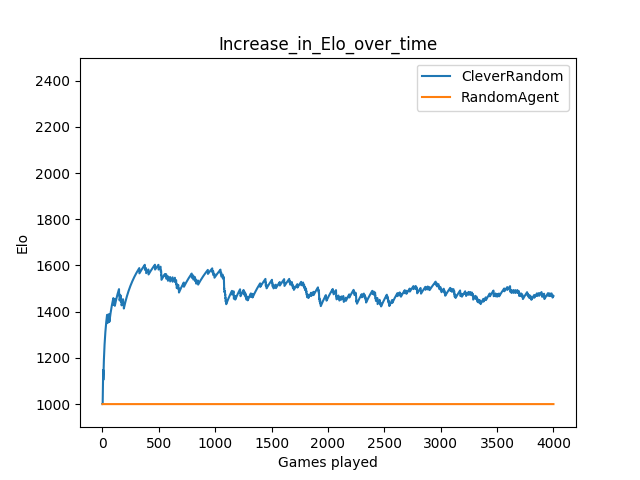 Increase_in_Elo_over_time
CleverRandom
RandomAgent
2400
2200
2000
1800
1600
1400
1200
1000
Elo
0 500 1000 1500 2000 2500 3000 3500 4000
Games played